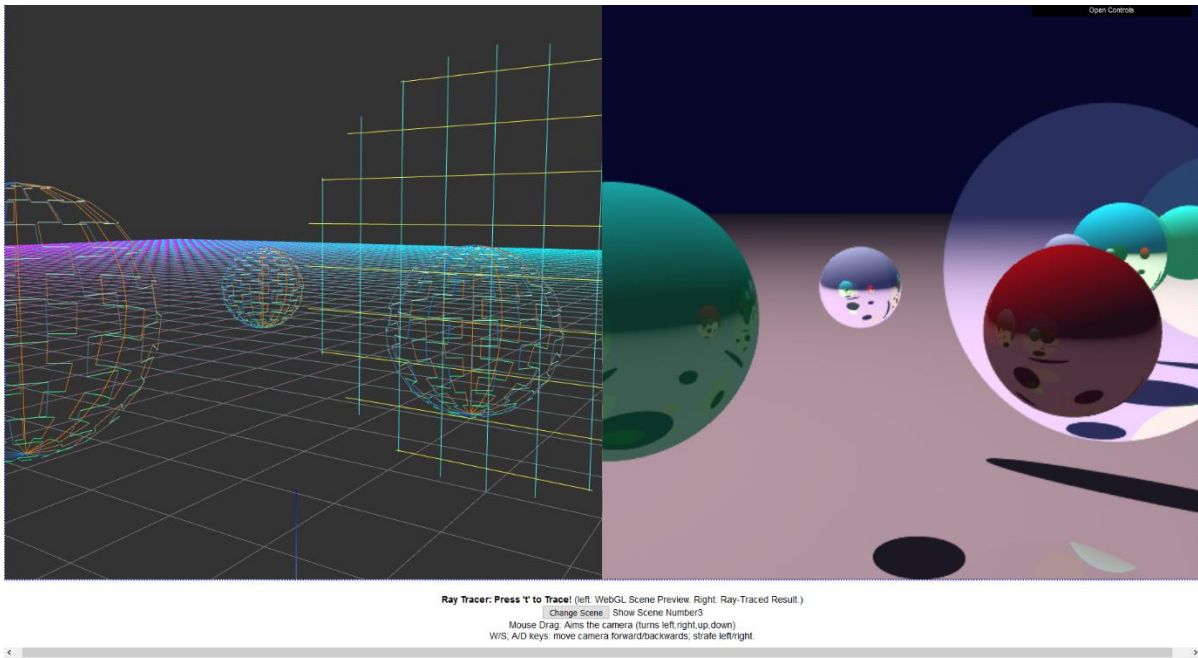 Open Controls
Ray Tracer: Press 't' to Trace! (left: WebGL Scene Preview. Right: Ray-Traced Result.)
Change Scene Show Scene Number3
Mouse Drag: Aims the camera (turns left,right,up,down)
W/S; A/D keys: move camera forward/backwards; strafe left/right.